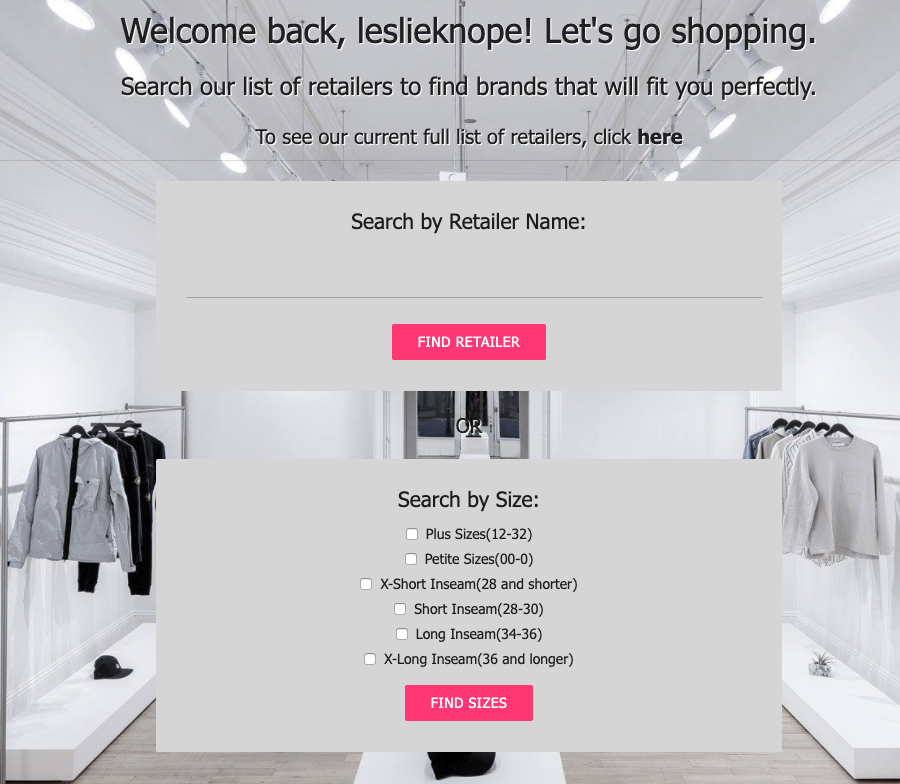 Welcome back, leslieknope! Let's go shopping.
Search our list of retailers to find brands that will fit you perfectly.
To see our current full list of retailers, click here
Search by Retailer Name:
FIND RETAILER
OR
Search by Size:
Plus Sizes(12-32)
Petite Sizes(00-0)
X-Short Inseam(28 and shorter)
Short Inseam(28-30)
Long Inseam(34-36)
X-Long Inseam(36 and longer)
FIND SIZES